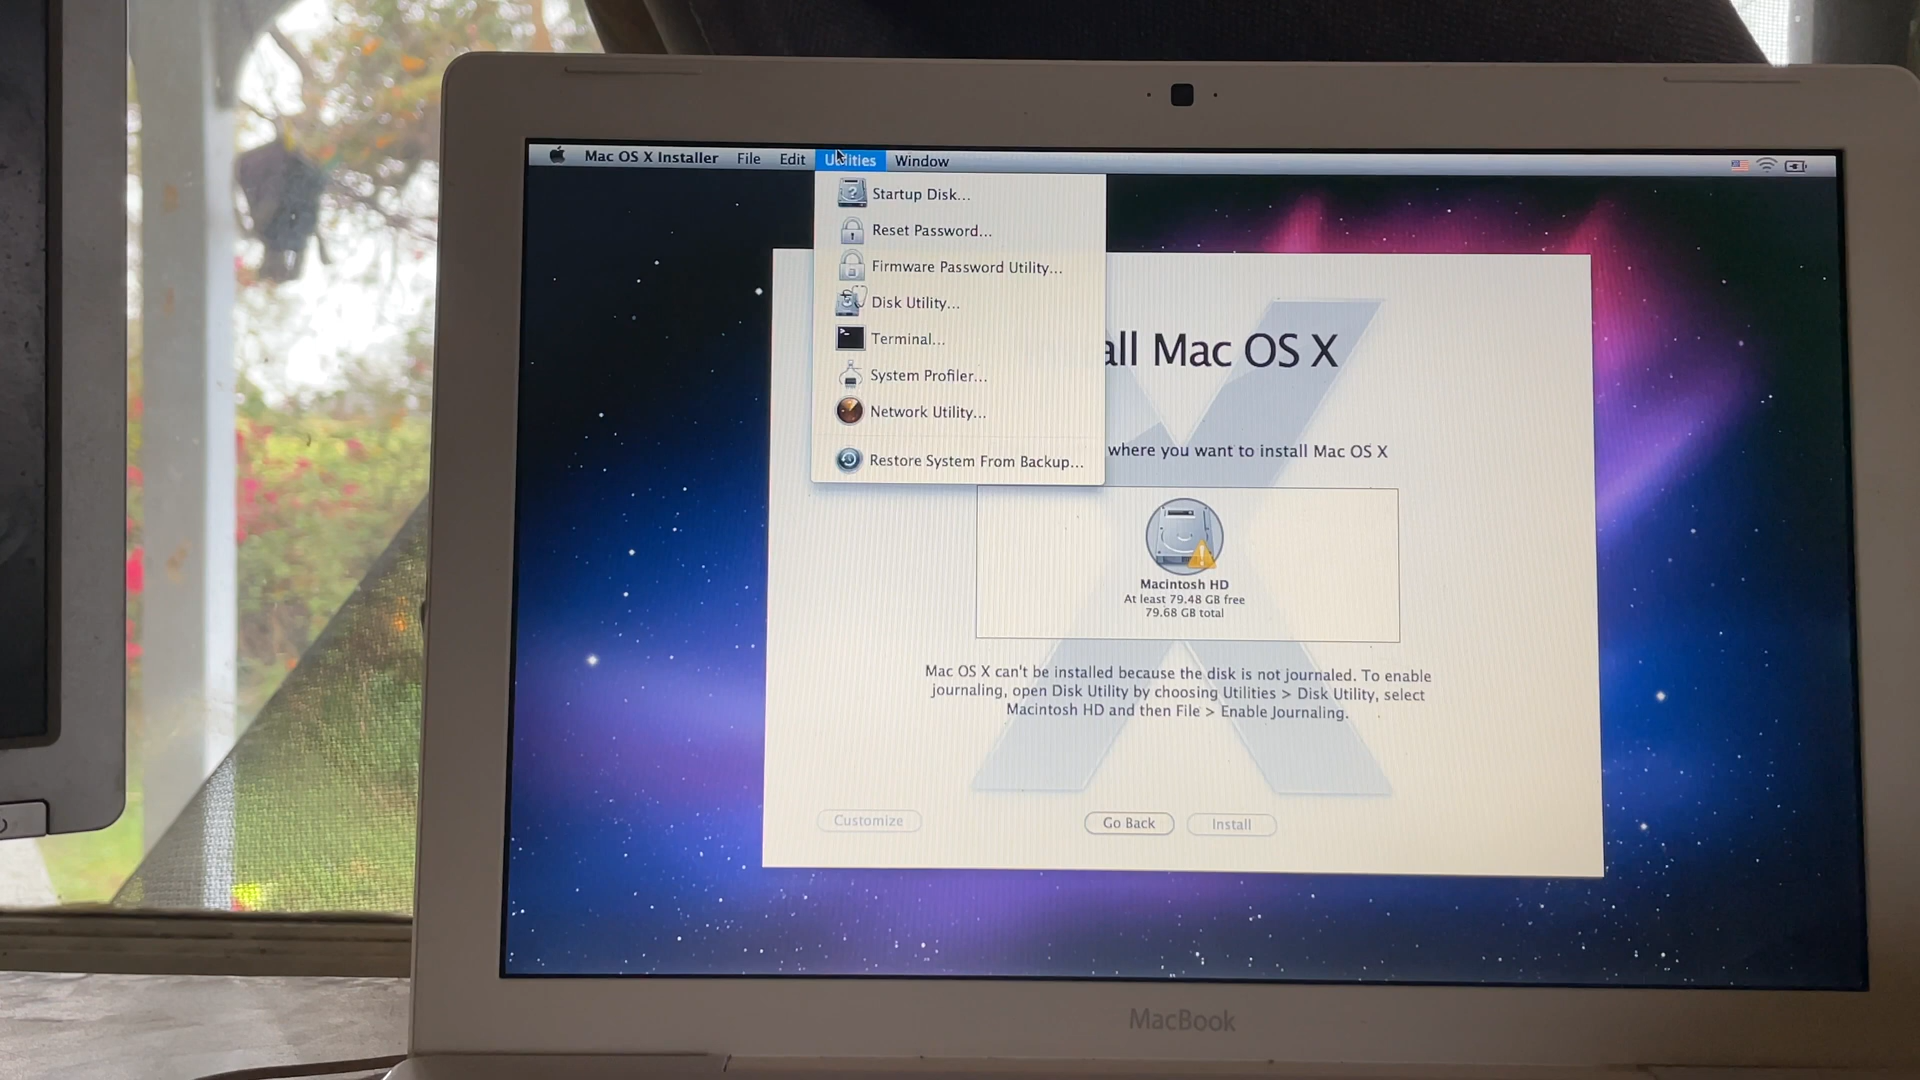 Mac OS X Installer File Edit Utilities Window
Startup Disk...
Reset Password...
Firmware Password Utility...
Disk Utility...
Terminal...
System Profiler...
Network Utility...
Restore System From Backup...
all Mac OS X
where you want to install Mac OS X
Macintosh HD
At least 79.48 GB free
79.68 GB total
Mac OS X can't be installed because the disk is not journaled. To enable
journaling, open Disk Utility by choosing Utilities > Disk Utility, select
Macintosh HD and then File > Enable Journaling.
Customize Go Back Install
MacBook